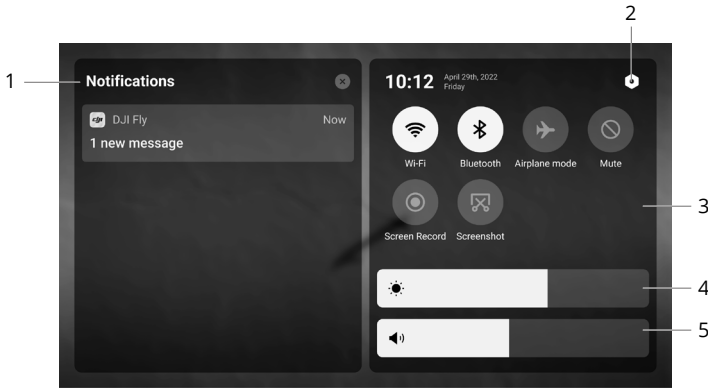 2
1
Notifications
10:12
April 29th, 2022
Friday
dji
DJI Fly
Now
1 new message
Wi-Fi
Bluetooth
Airplane mode
Mute
3
Screen Record
Screenshot
4
5